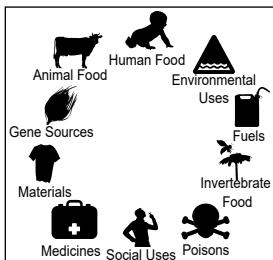 Human Food
Animal Food
Environmental
Uses
Gene Sources
Fuels
Materials
Invertebrate
Food
Medicines
Social Uses
Poisons